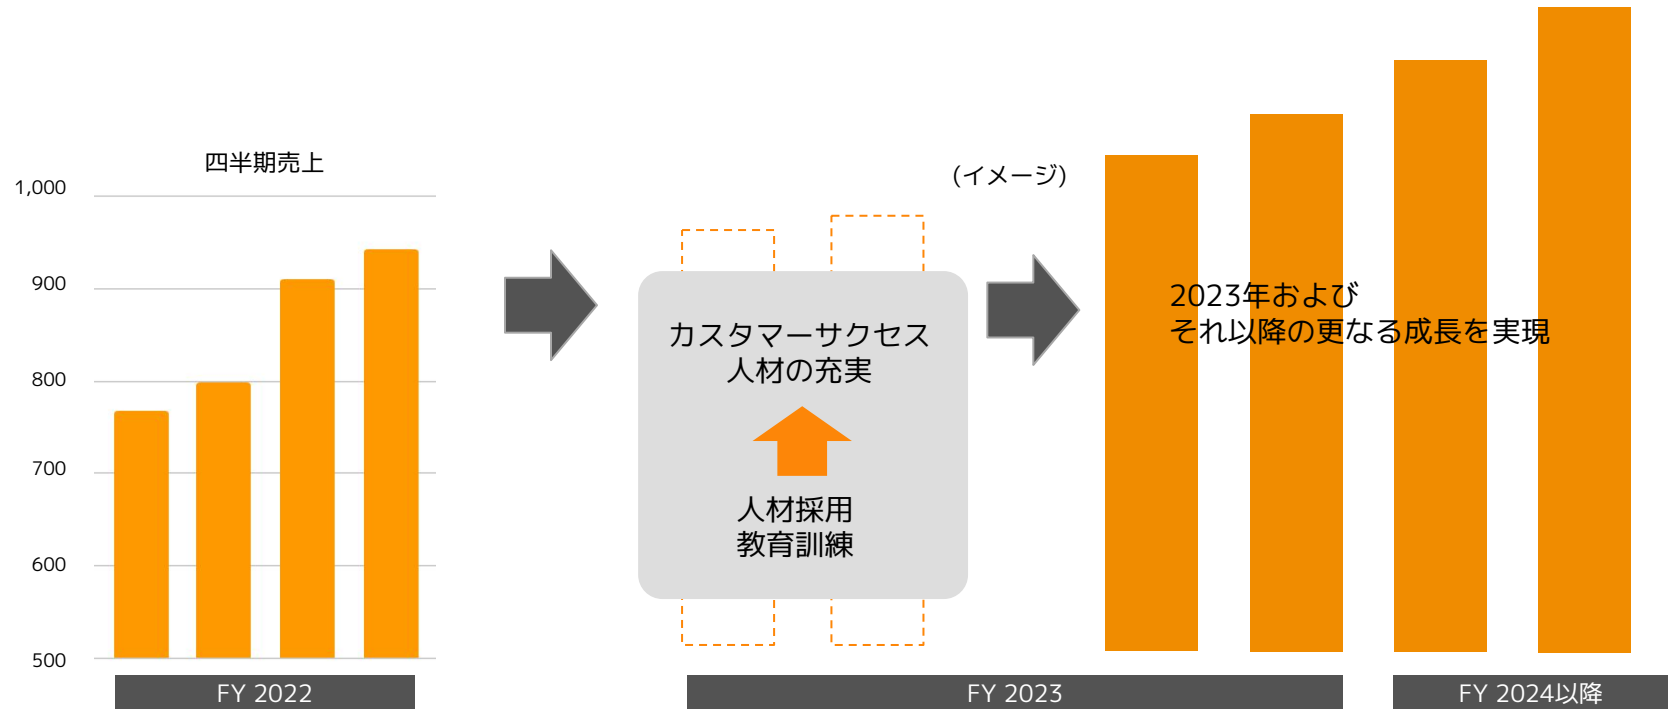 四半期売上
1,000
900
800
700
600
500
FY 2022
カスタマーサクセス
人材の充実
人材採用
教育訓練
(イメージ)
2023年および
それ以降の更なる成長を実現
FY 2023
FY 2024以降